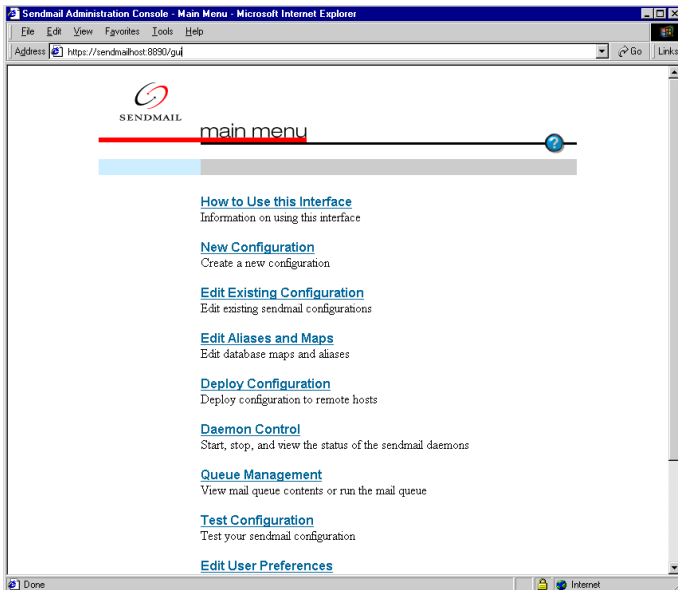 Sendmail Administration Console - Main Menu - Microsoft Internet Explorer
File Edit View Favorites Tools Help
Address https://sendmailhost:8890/gui Go Links
SENDMAIL
main menu
?
How to Use this Interface
Information on using this interface
New Configuration
Create a new configuration
Edit Existing Configuration
Edit existing sendmail configurations
Edit Aliases and Maps
Edit database maps and aliases
Deploy Configuration
Deploy configuration to remote hosts
Daemon Control
Start, stop, and view the status of the sendmail daemons
Queue Management
View mail queue contents or run the mail queue
Test Configuration
Test your sendmail configuration
Edit User Preferences
Done Internet